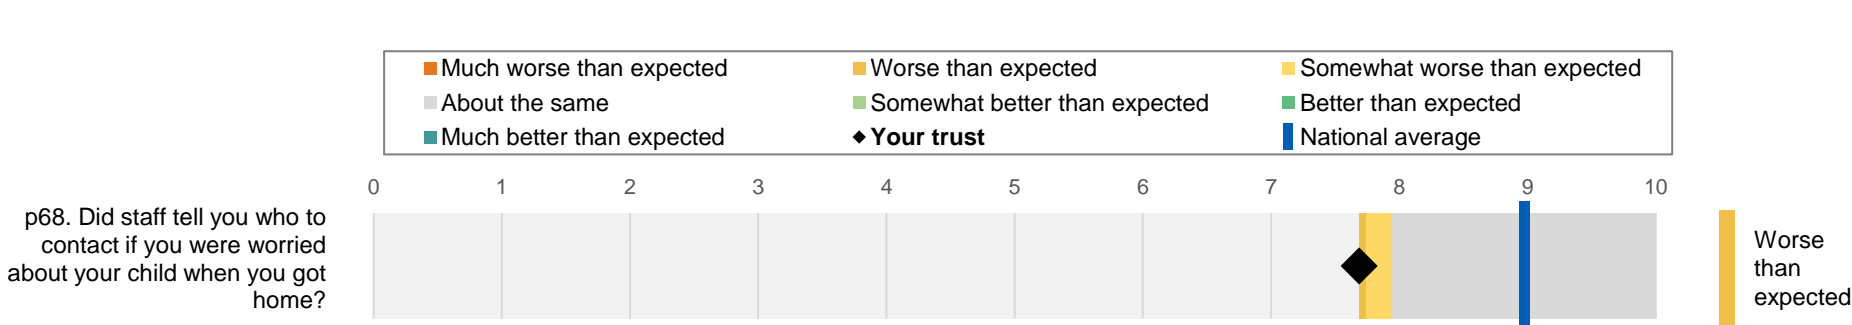 Much worse than expected Worse than expected Somewhat worse than expected
About the same Somewhat better than expected Better than expected
Much better than expected Your trust National average
0 1 2 3 4 5 6 7 8 9 10
p68. Did staff tell you who to
contact if you were worried
about your child when you got
home?
Worse
than
expected